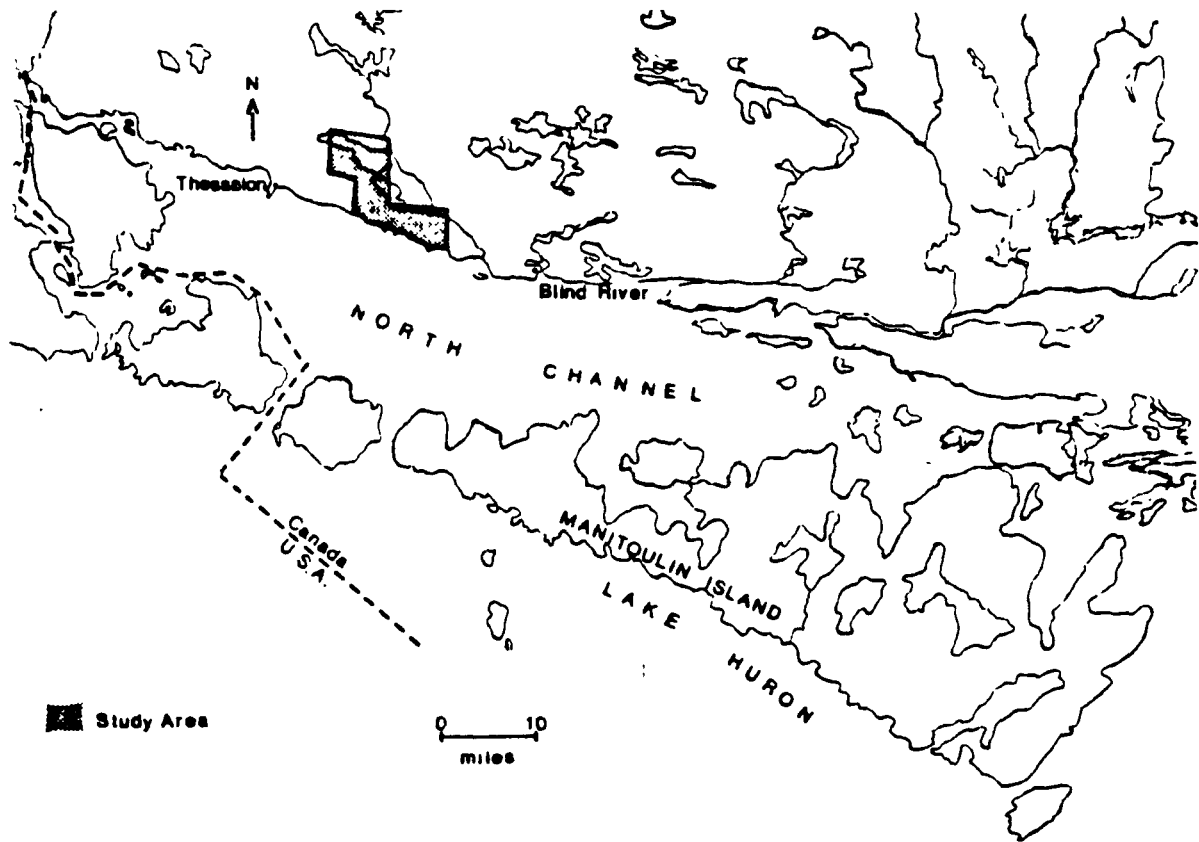 N
Thessalon
Blind River
NORTH CHANNEL
Canada
U.S.A.
MANITOULIN ISLAND
LAKE HURON
Study Area
0 10
miles